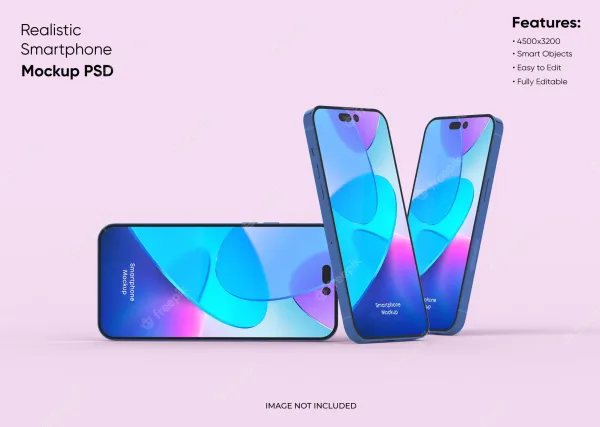 Realistic
Smartphone
Mockup PSD
Features:
• 4500x3200
• Smart Objects
• Easy to Edit
• Fully Editable
Smartphone
Mockup
Smartphone
Mockup
Smartphone
Mockup
freepik
IMAGE NOT INCLUDED